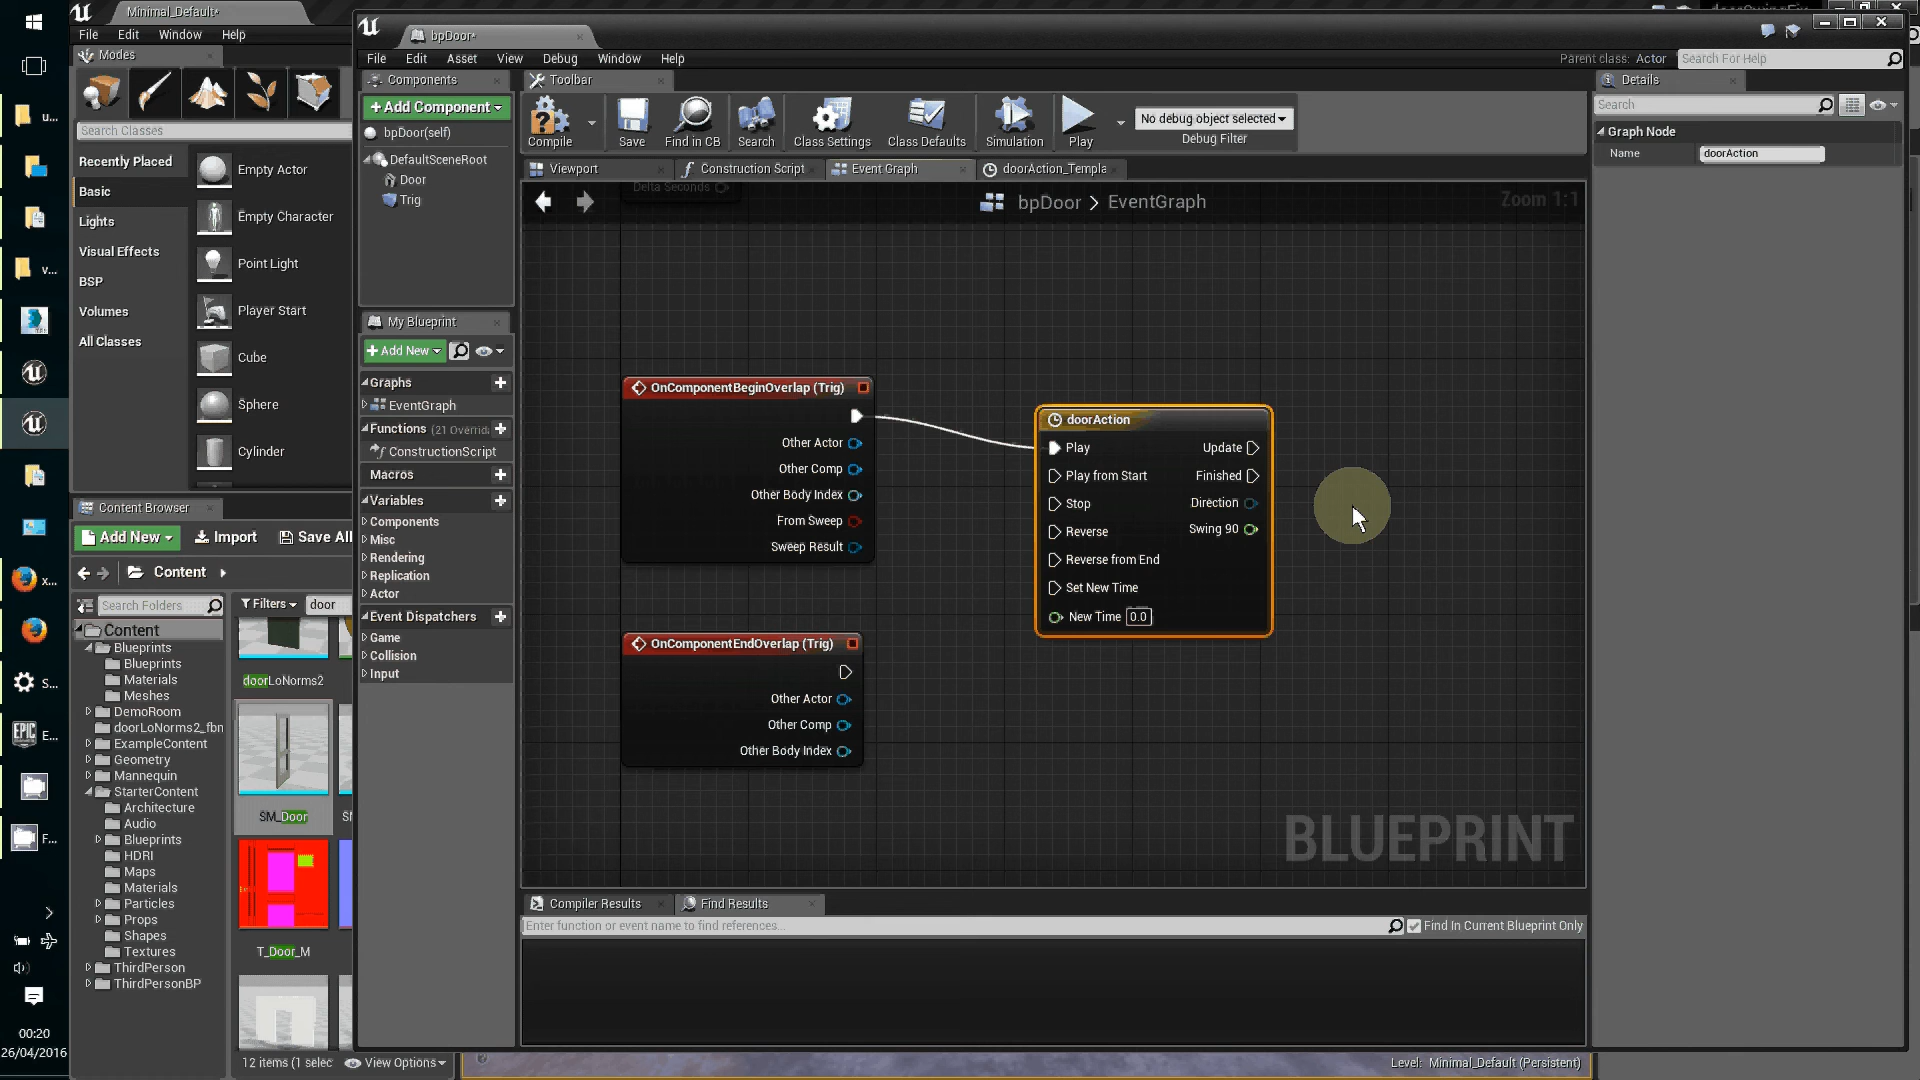 Minimal_Default*
File Edit Window Help
Modes
Search Classes
Recently Placed
Basic
Lights
Visual Effects
BSP
Volumes
All Classes
Empty Actor
Empty Character
Point Light
Player Start
Cube
Sphere
Cylinder
Content Browser
Add New Import Save All
Content
Search Folders
Filters door
Content
Blueprints
Blueprints
Materials
Meshes
DemoRoom
doorLoNorms2_fbn
ExampleContent
Geometry
Mannequin
StarterContent
Architecture
Audio
Blueprints
HDRI
Maps
Materials
Particles
Props
Shapes
Textures
ThirdPerson
ThirdPersonBP
doorLoNorms2
SM_Door
T_Door_M
12 items (1 selec View Options
u...
v...
x...
S...
EPIC E...
F...
00:20
26/04/2016
bpDoor*
File Edit Asset View Debug Window Help
Parent class: Actor Search For Help
Components
+Add Component
bpDoor(self)
DefaultSceneRoot
Door
Trig
My Blueprint
+Add New
Graphs
EventGraph
Functions (21 Overrid
ConstructionScript
Macros
Variables
Components
Misc
Rendering
Replication
Actor
Event Dispatchers
Game
Collision
Input
Toolbar
Compile Save Find in CB Search Class Settings Class Defaults Simulation Play
No debug object selected
Debug Filter
Viewport Construction Script Event Graph doorAction_Templa
Delta Seconds
bpDoor > EventGraph
Zoom 1:1
OnComponentBeginOverlap (Trig)
Other Actor
Other Comp
Other Body Index
From Sweep
Sweep Result
doorAction
Play Update
Play from Start Finished
Stop Direction
Reverse Swing 90
Reverse from End
Set New Time
New Time 0.0
OnComponentEndOverlap (Trig)
Other Actor
Other Comp
Other Body Index
BLUEPRINT
Compiler Results Find Results
Enter function or event name to find references...
Find In Current Blueprint Only
Details
Search
Graph Node
Name doorAction
Level: Minimal_Default (Persistent)